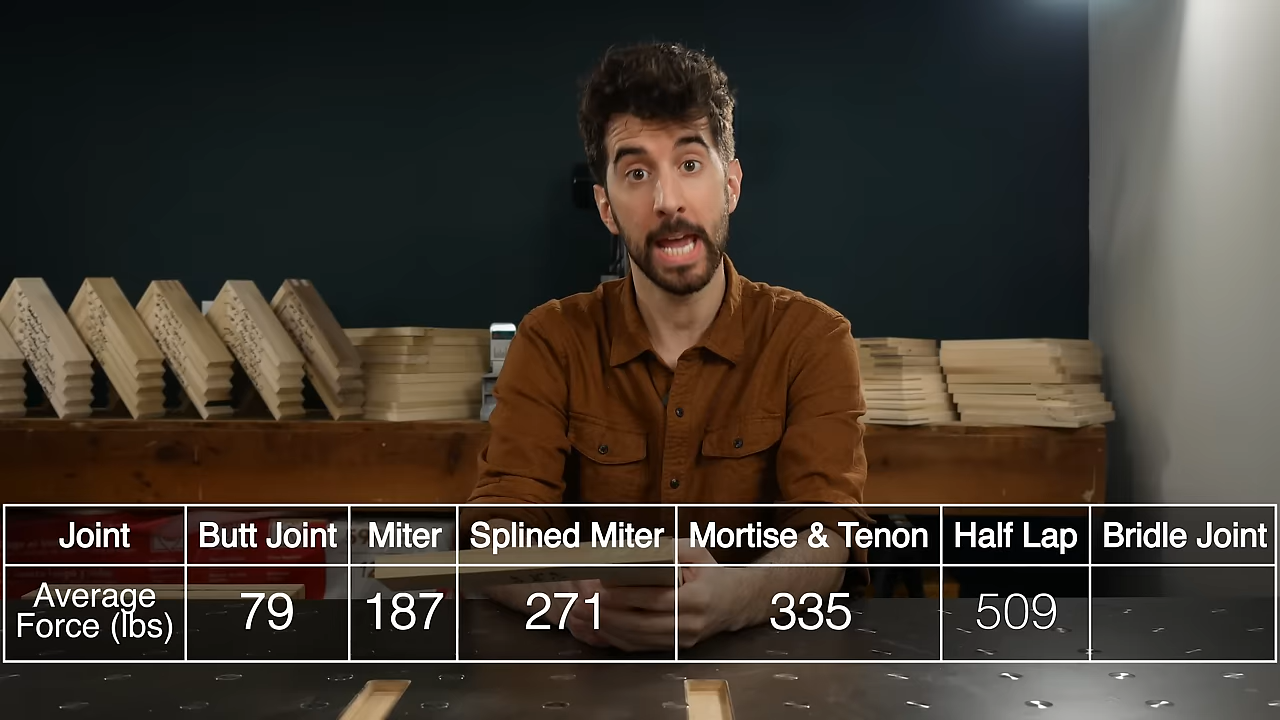 Joint Butt Joint Miter Splined Miter Mortise & Tenon Half Lap Bridle Joint
Average Force (lbs) 79 187 271 335 509